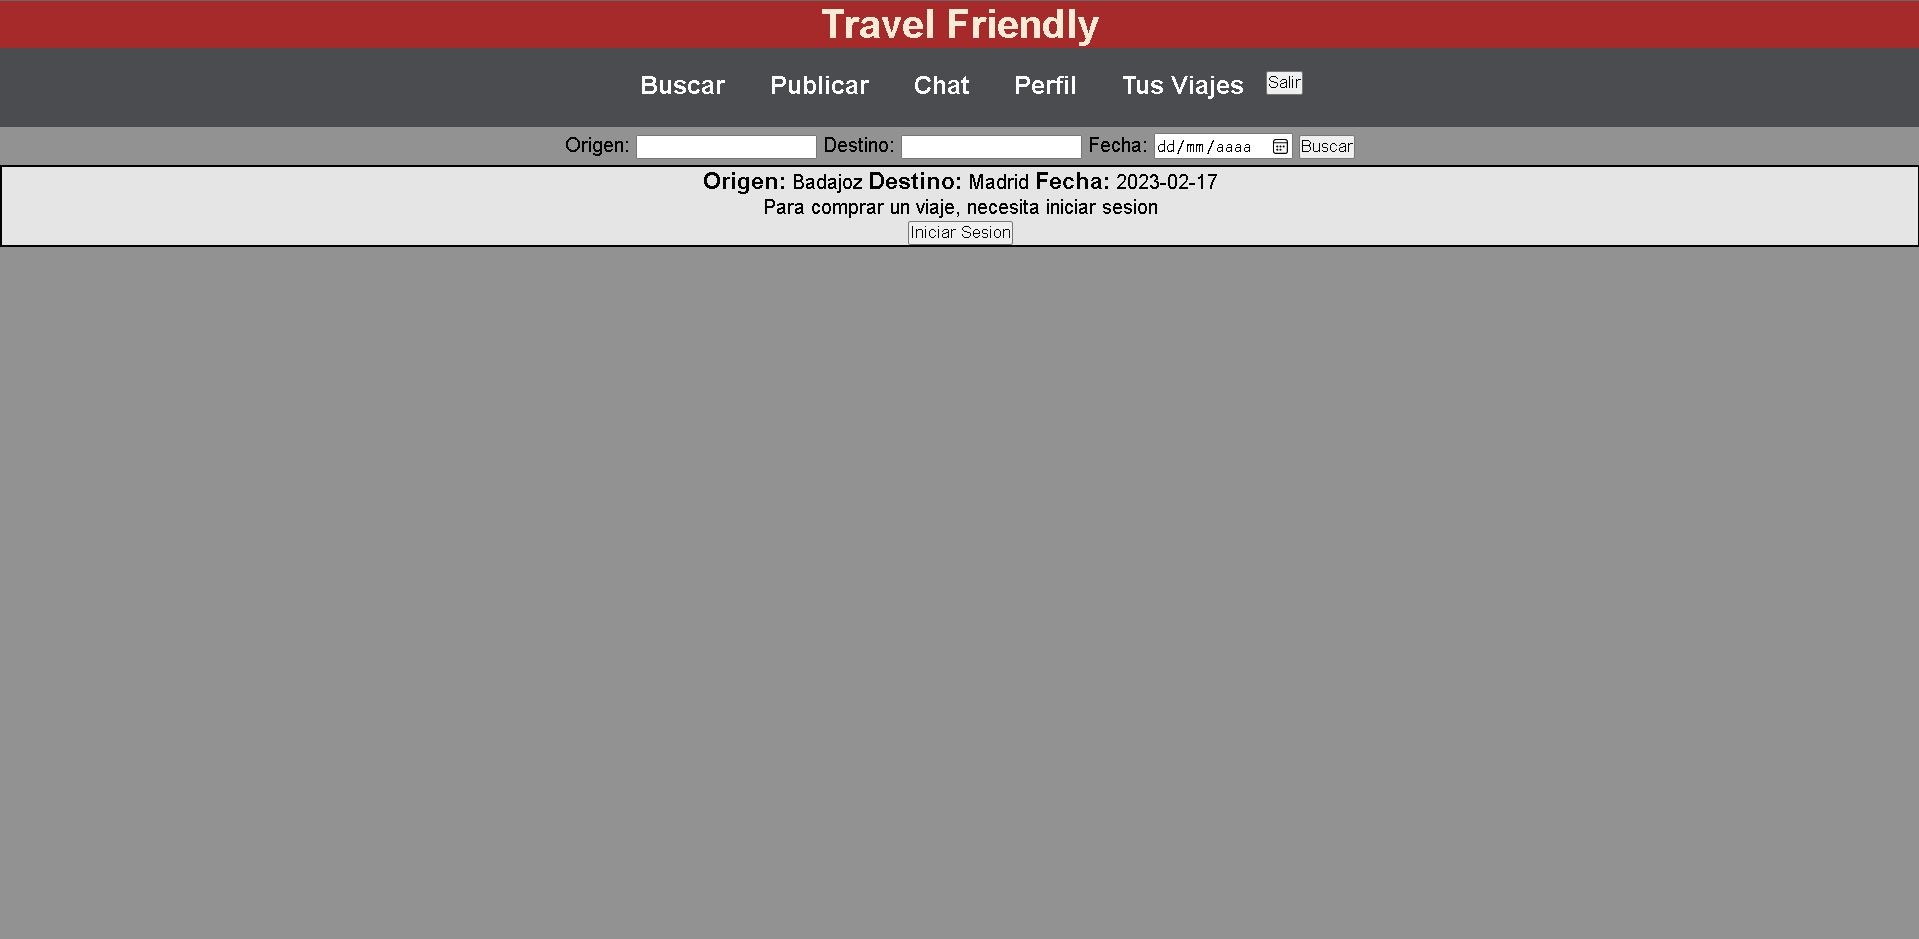 Travel Friendly
Buscar Publicar Chat Perfil Tus Viajes Salir
Origen: Destino: Fecha: dd/mm/aaaa Buscar
Origen: Badajoz Destino: Madrid Fecha: 2023-02-17
Para comprar un viaje, necesita iniciar sesion
Iniciar Sesion